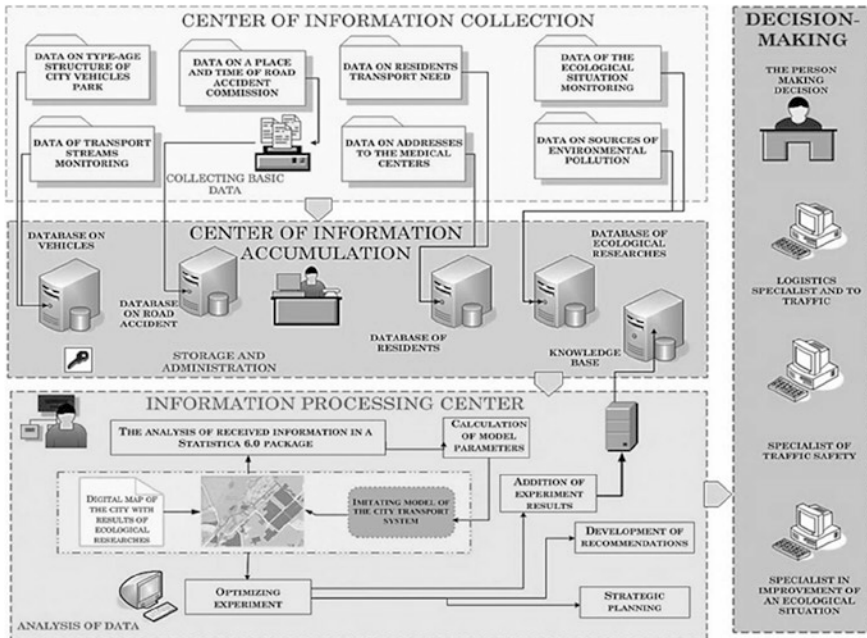 CENTER OF INFORMATION COLLECTION
DATA ON TYPE-AGE
STRUCTURE OF
CITY VEHICLES
PARK
DATA ON A PLACE
AND TIME OF ROAD
ACCIDENT
COMMISSION
DATA ON RESIDENTS
TRANSPORT NEED
DATA OF THE
ECOLOGICAL
SITUATION
MONITORING
DATA OF TRANSPORT
STREAMS
MONITORING
COLLECTING BASIC
DATA
DATA ON ADDRESSES
TO THE MEDICAL
CENTERS
DATA ON SOURCES OF
ENVIRONMENTAL
POLLUTION
CENTER OF INFORMATION
ACCUMULATION
DATABASE ON
VEHICLES
DATABASE
ON ROAD
ACCIDENT
DATABASE OF
RESIDENTS
DATABASE OF
ECOLOGICAL
RESEARCHES
KNOWLEDGE
BASE
STORAGE AND
ADMINISTRATION
INFORMATION PROCESSING CENTER
THE ANALYSIS OF RECEIVED INFORMATION IN A
STATISTICA 6.0 PACKAGE
CALCULATION
OF MODEL
PARAMETERS
DIGITAL MAP OF
THE CITY WITH
RESULTS OF
ECOLOGICAL
RESEARCHES
IMITATING MODEL OF
THE CITY TRANSPORT
SYSTEM
ADDITION OF
EXPERIMENT
RESULTS
DEVELOPMENT OF
RECOMMENDATIONS
OPTIMIZING
EXPERIMENT
STRATEGIC
PLANNING
ANALYSIS OF DATA
DECISION-
MAKING
THE PERSON
MAKING
DECISION
LOGISTICS
SPECIALIST AND TO
TRAFFIC
SPECIALIST OF
TRAFFIC SAFETY
SPECIALIST IN
IMPROVEMENT OF
AN ECOLOGICAL
SITUATION